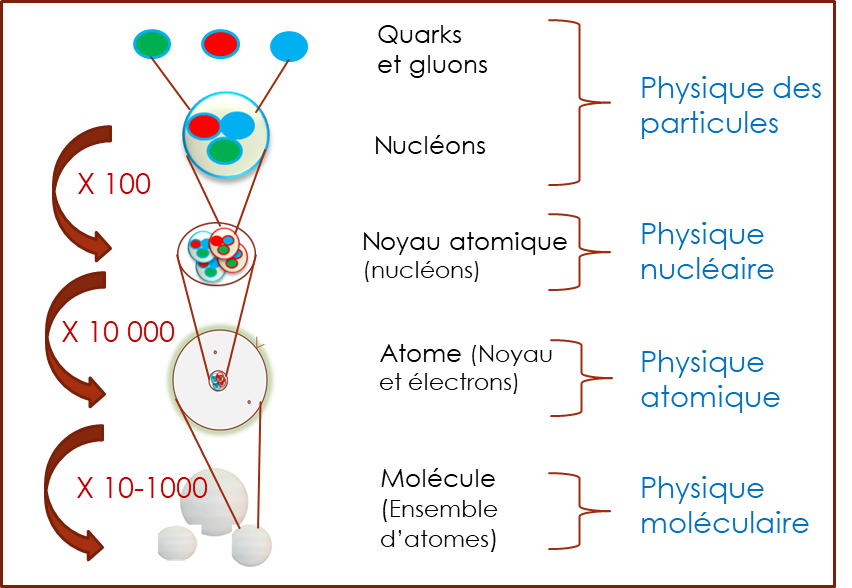 Quarks
et gluons
Physique des
particules
Nucléons
X 100
Noyau atomique
(nucléons)
Physique
nucléaire
X 10 000
Atome (Noyau
et électrons)
Physique
atomique
X 10-1000
Molécule
(Ensemble
d’atomes)
Physique
moléculaire